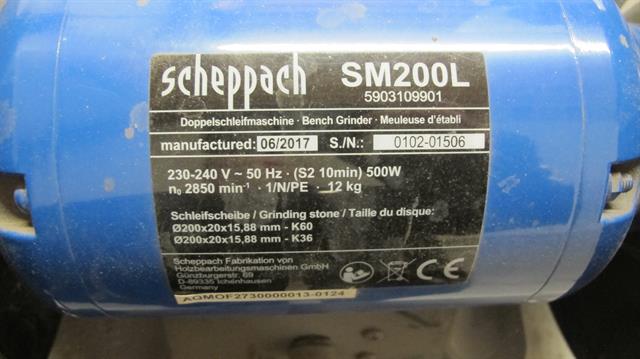 scheppach SM200L
5903109901
Doppelschleifmaschine · Bench Grinder · Meuleuse d'établi
manufactured: 06/2017 S./N.: 0102-01506
230-240 V ~ 50 Hz · (S2 10min) 500W
n₀ 2850 min⁻¹ · 1/N/PE · 12 kg
Schleifscheibe / Grinding stone / Taille du disque:
Ø200x20x15,88 mm - K60
Ø200x20x15,88 mm - K36
Scheppach Fabrikation von
Holzbearbeitungsmaschinen GmbH
Günzburgerstr. 69
D-89335 Ichenhausen
Germany
CE
AGMOF2730000013-0124